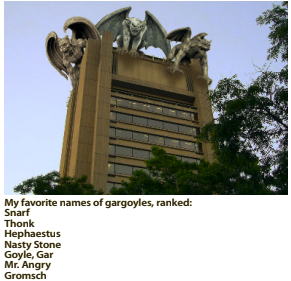 My favorite names of gargoyles, ranked:
Snarf
Thonk
Hephaestus
Nasty Stone
Goyle, Gar
Mr. Angry
Gromsch